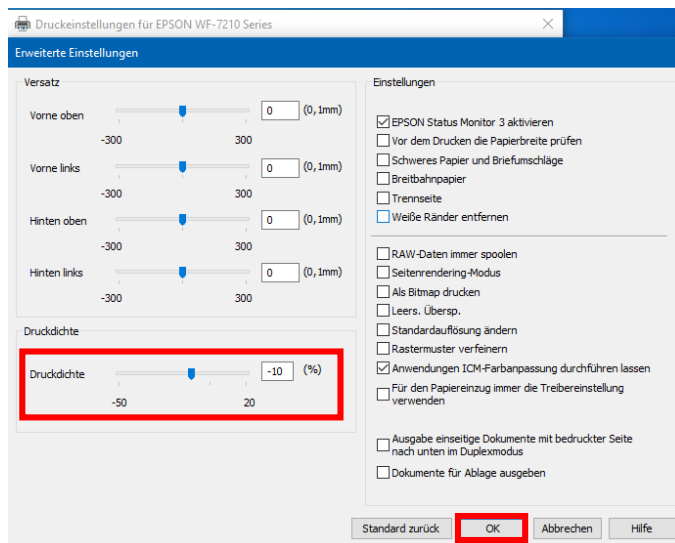 Druckeinstellungen für EPSON WF-7210 Series
Erweiterte Einstellungen
Versatz
Vorne oben
0
(0,1mm)
-300
300
Vorne links
0
(0,1mm)
-300
300
Hinten oben
0
(0,1mm)
-300
300
Hinten links
0
(0,1mm)
-300
300
Druckdichte
Druckdichte
-10
(%)
-50
20
Einstellungen
EPSON Status Monitor 3 aktivieren
Vor dem Drucken die Papierbreite prüfen
Schweres Papier und Briefumschläge
Breitbahnpapier
Trennseite
Weiße Ränder entfernen
RAW-Daten immer spoolen
Seitenrendering-Modus
Als Bitmap drucken
Leers. Übersp.
Standardauflösung ändern
Rastermuster verfeinern
Anwendungen ICM-Farbanpassung durchführen lassen
Für den Papiereinzug immer die Treibereinstellung
verwenden
Ausgabe einseitige Dokumente mit bedruckter Seite
nach unten im Duplexmodus
Dokumente für Ablage ausgeben
Standard zurück
OK
Abbrechen
Hilfe